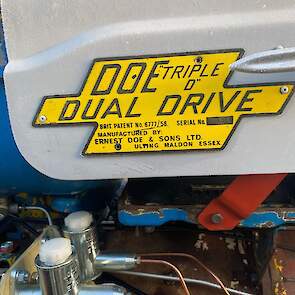 DOE "TRIPLE
D"
DUAL DRIVE
BRIT. PATENT No. 6777/58. SERIAL No.
MANUFACTURED BY:
ERNEST DOE & SONS LTD.
ULTING MALDON ESSEX